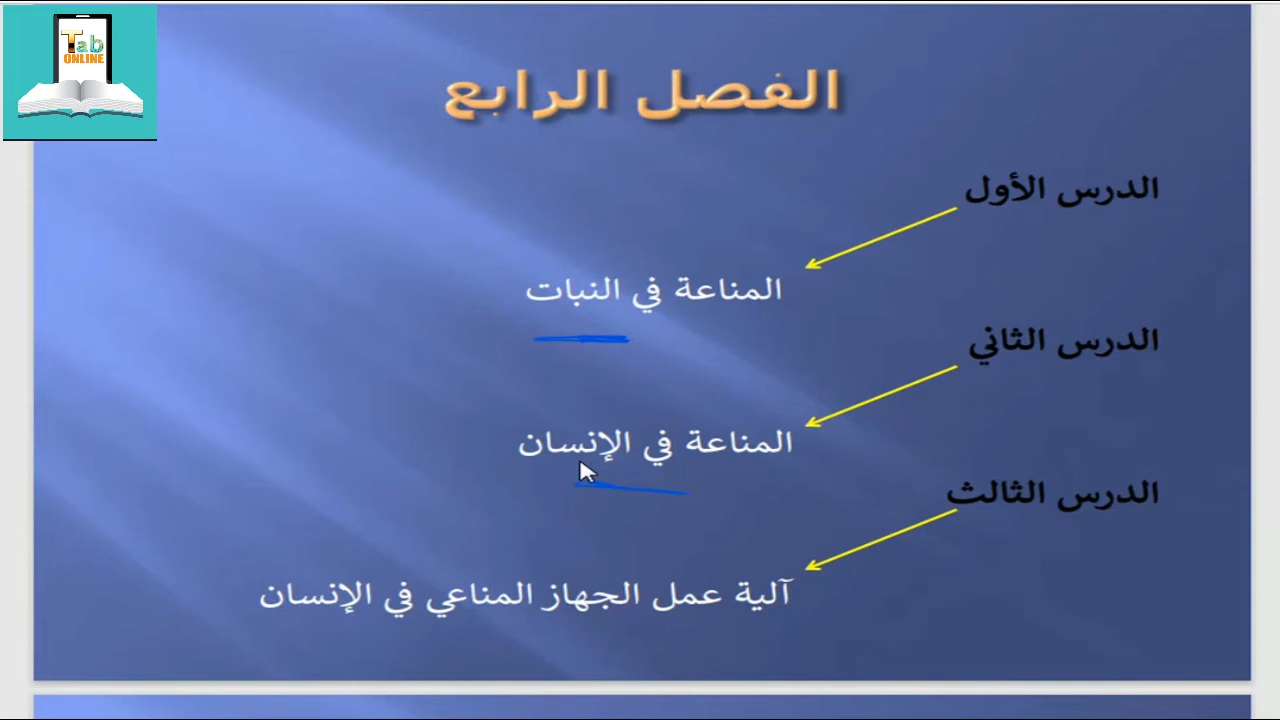 Tab
ONLINE
الفصل الرابع
الدرس الأول
المناعة في النبات
الدرس الثاني
المناعة في الإنسان
الدرس الثالث
آلية عمل الجهاز المناعي في الإنسان